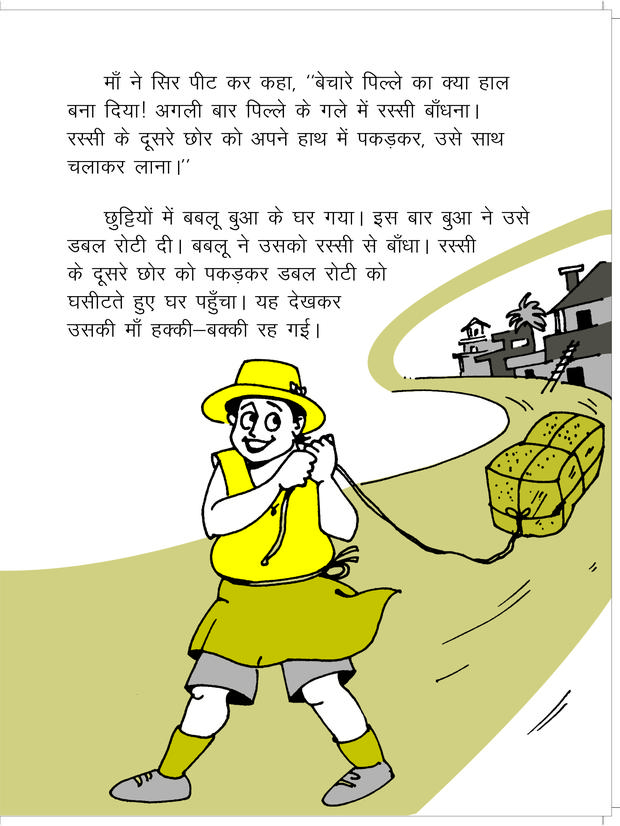 माँ ने सिर पीट कर कहा, ‘‘बेचारे पिल्ले का क्या हाल
बना दिया! अगली बार पिल्ले के गले में रस्सी बाँधना।
रस्सी के दूसरे छोर को अपने हाथ में पकड़कर, उसे साथ
चलाकर लाना।’’
छुट्टियों में बबलू बुआ के घर गया। इस बार बुआ ने उसे
डबल रोटी दी। बबलू ने उसको रस्सी से बाँधा। रस्सी
के दूसरे छोर को पकड़कर डबल रोटी को
घसीटते हुए घर पहुँचा। यह देखकर
उसकी माँ हक्की–बक्की रह गई।